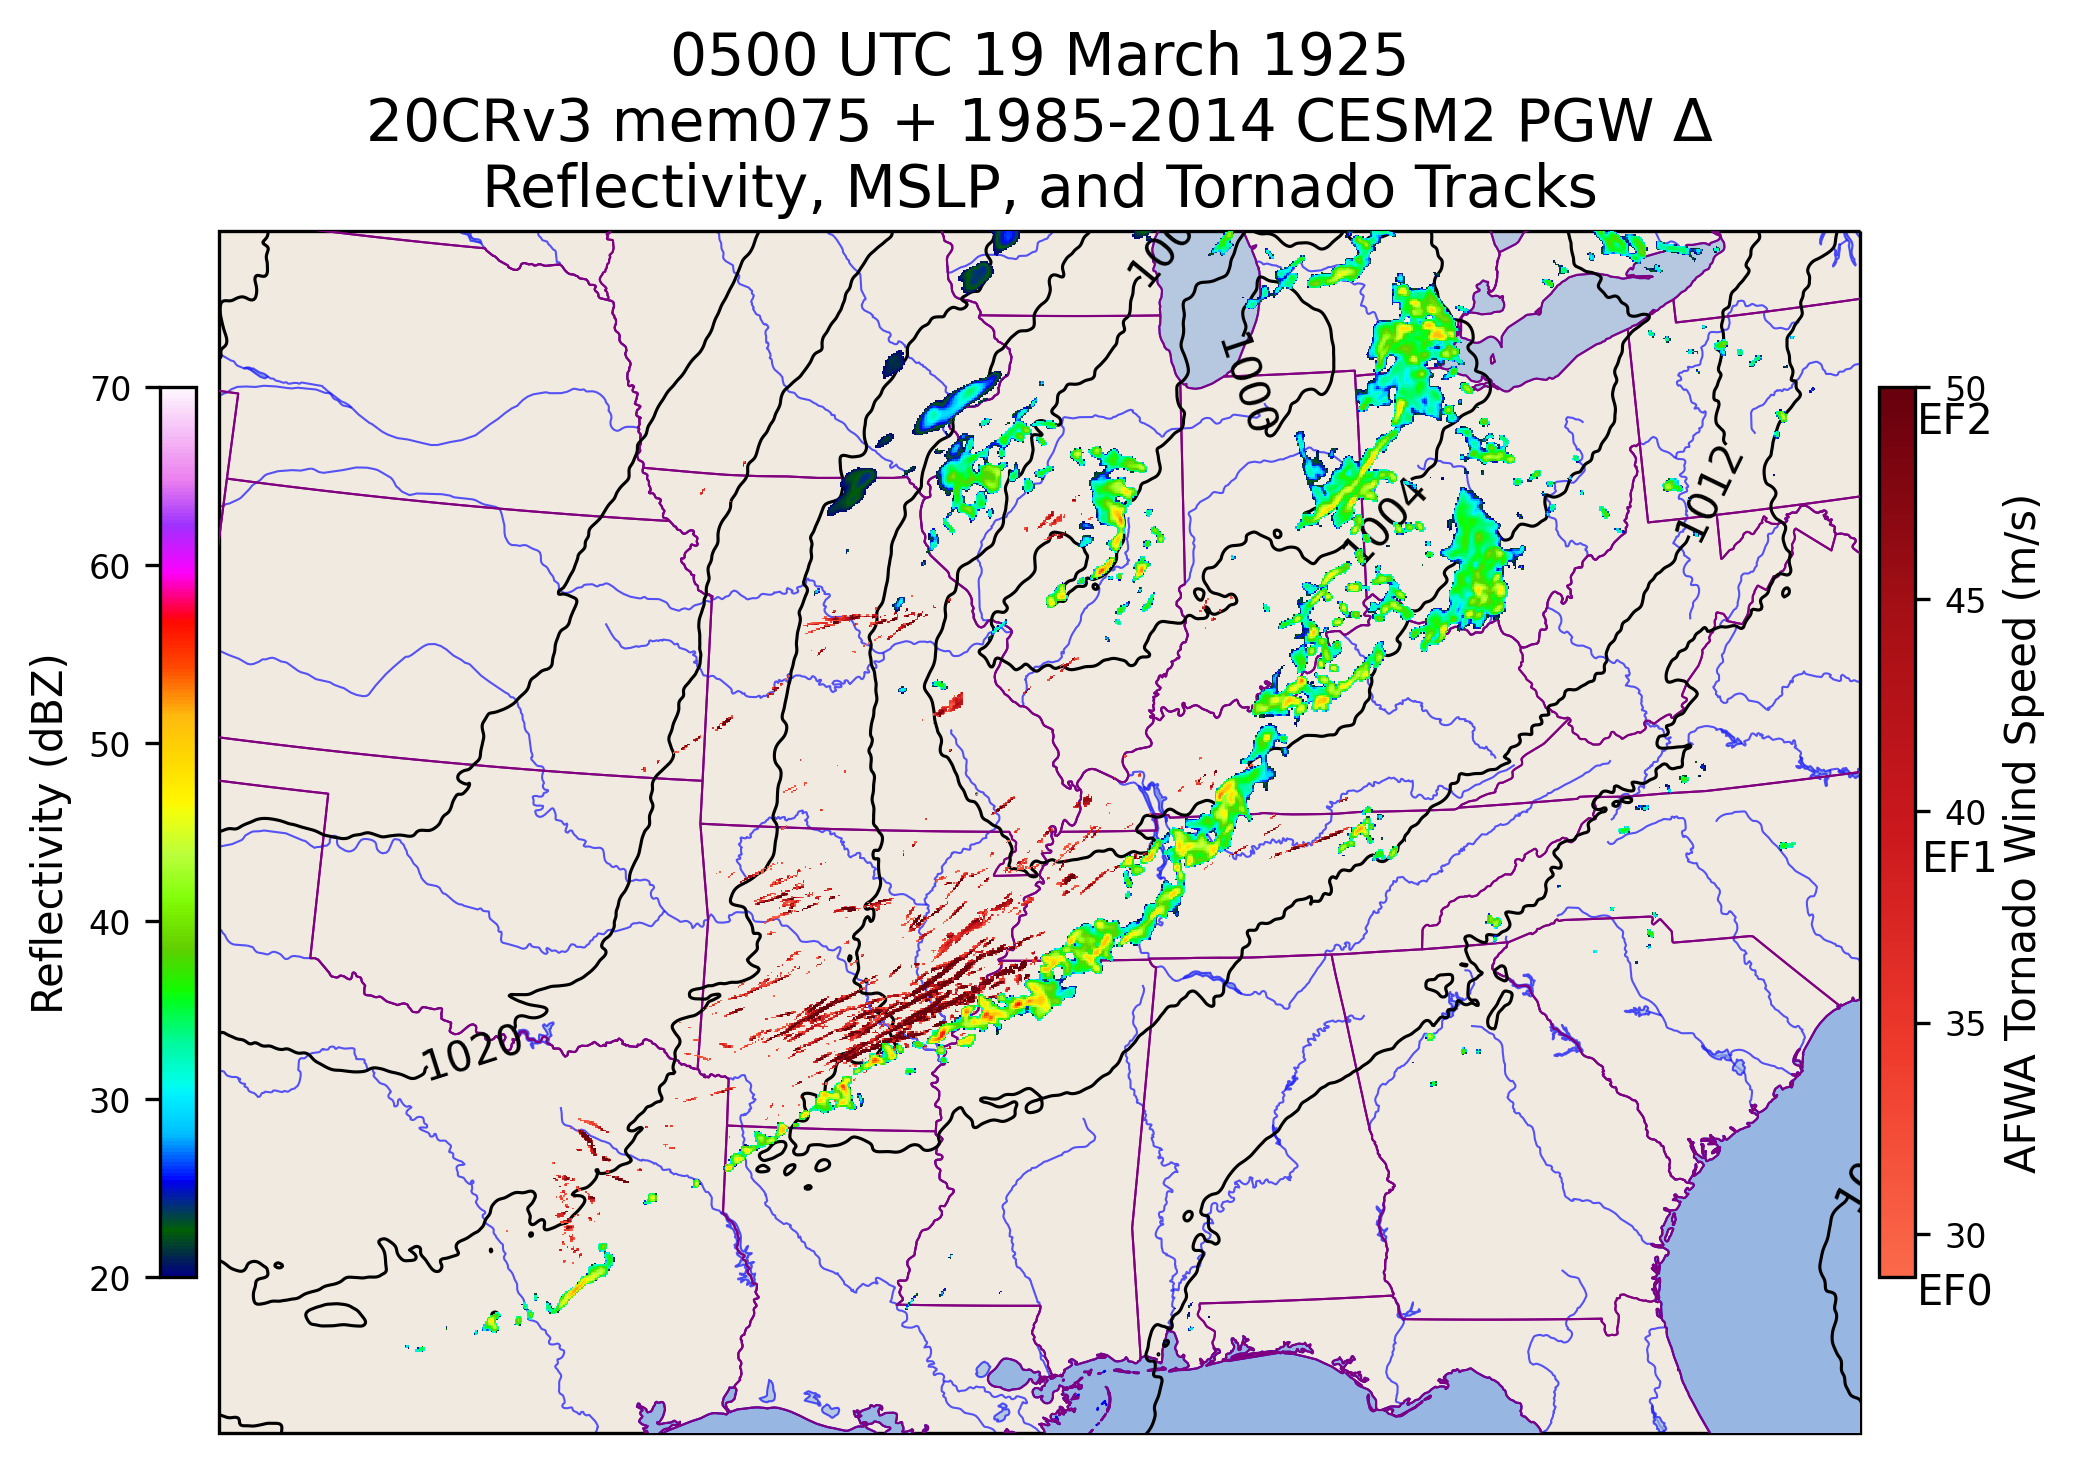 0500 UTC 19 March 1925
20CRv3 mem075 + 1985-2014 CESM2 PGW Δ
Reflectivity, MSLP, and Tornado Tracks
1000
1004
1012
1020
70
60
50
40
30
20
Reflectivity (dBZ)
50
EF2
45
40
EF1
35
30
EF0
AFWA Tornado Wind Speed (m/s)